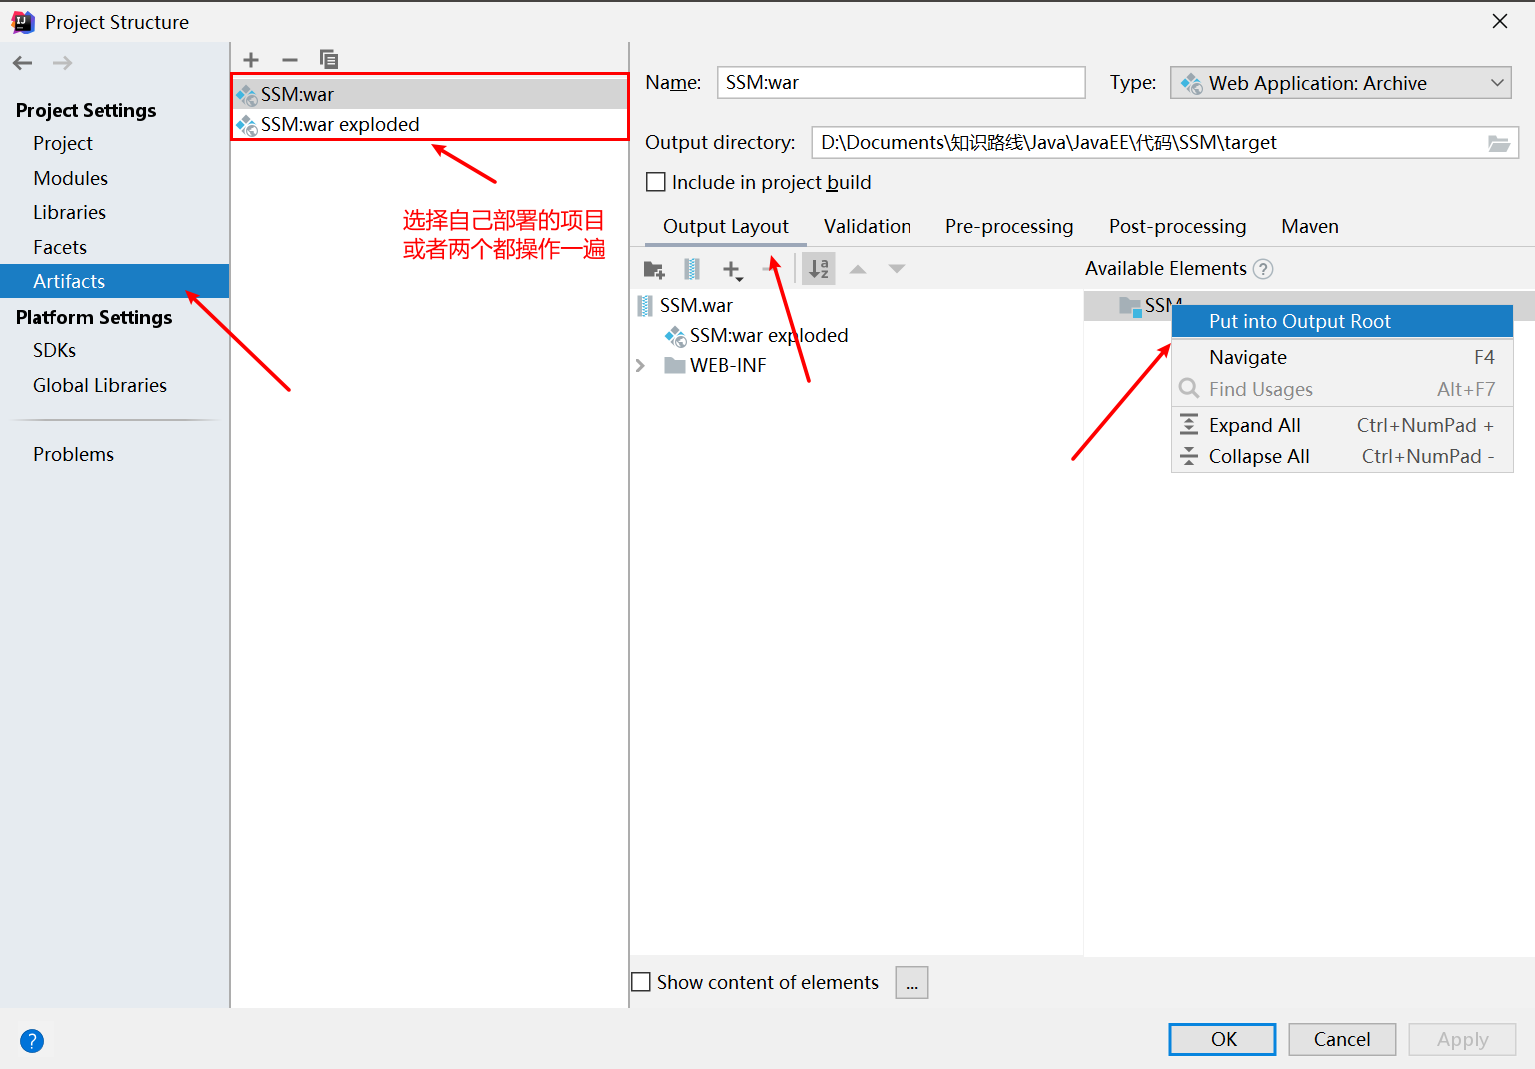 Project Structure
Project Settings
Project
Modules
Libraries
Facets
Artifacts
Platform Settings
SDKs
Global Libraries
Problems
SSM:war
SSM:war exploded
选择自己部署的项目
或者两个都操作一遍
Name: SSM:war Type: Web Application: Archive
Output directory: D:\Documents\知识路线\Java\JavaEE\代码\SSM\target
Include in project build
Output Layout Validation Pre-processing Post-processing Maven
Available Elements ?
SSM.war
SSM:war exploded
WEB-INF
SSM
Put into Output Root
Navigate F4
Find Usages Alt+F7
Expand All Ctrl+NumPad +
Collapse All Ctrl+NumPad -
Show content of elements ...
? OK Cancel Apply